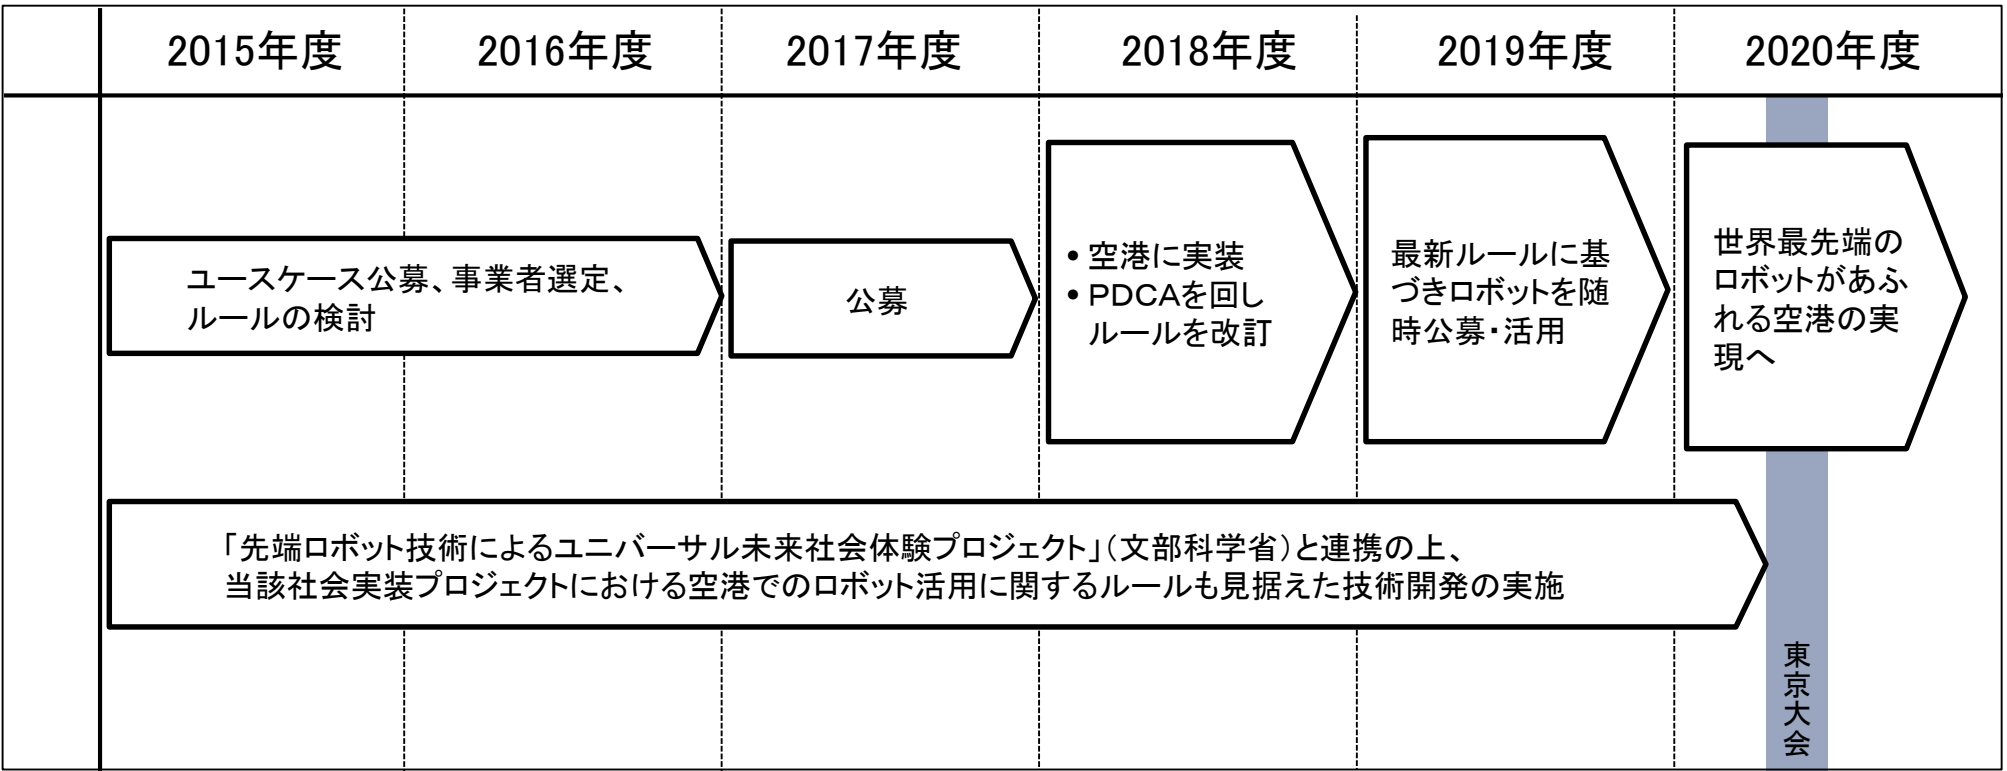 2015年度
2016年度
2017年度
2018年度
2019年度
2020年度
ユースケース公募、事業者選定、
ルールの検討
公募
• 空港に実装
• PDCAを回し
ルールを改訂
最新ルールに基
づきロボットを随
時公募・活用
世界最先端の
ロボットがあふ
れる空港の実
現へ
「先端ロボット技術によるユニバーサル未来社会体験プロジェクト」(文部科学省)と連携の上、
当該社会実装プロジェクトにおける空港でのロボット活用に関するルールも見据えた技術開発の実施
東京大会